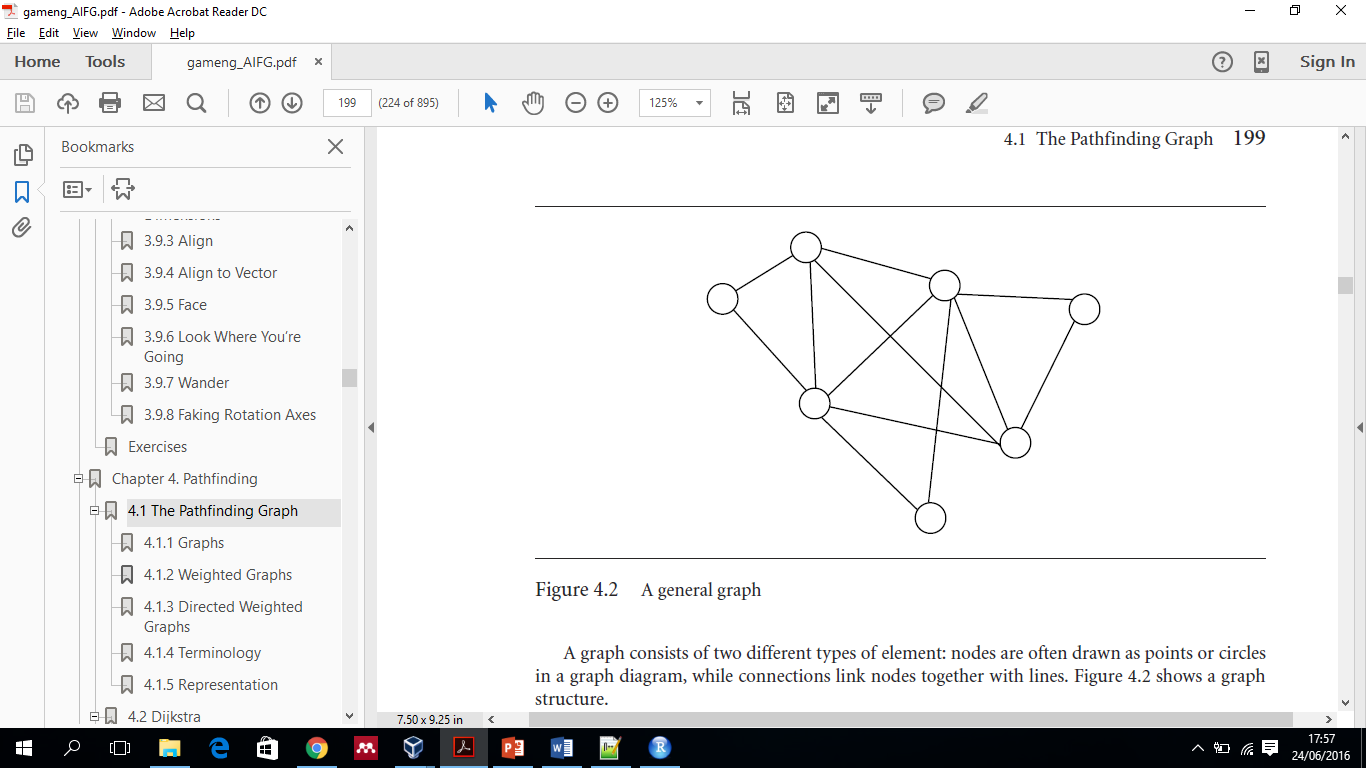 gameng_AIFG.pdf - Adobe Acrobat Reader DC
File Edit View Window Help
Home Tools gameng_AIFG.pdf × ? Sign In
199 (224 of 895) 125%
Bookmarks
3.9.3 Align
3.9.4 Align to Vector
3.9.5 Face
3.9.6 Look Where You're
Going
3.9.7 Wander
3.9.8 Faking Rotation Axes
Exercises
Chapter 4. Pathfinding
4.1 The Pathfinding Graph
4.1.1 Graphs
4.1.2 Weighted Graphs
4.1.3 Directed Weighted
Graphs
4.1.4 Terminology
4.1.5 Representation
4.2 Dijkstra
4.1 The Pathfinding Graph 199
Figure 4.2 A general graph
A graph consists of two different types of element: nodes are often drawn as points or circles
in a graph diagram, while connections link nodes together with lines. Figure 4.2 shows a graph
structure.
7.50 x 9.25 in
17:57
24/06/2016